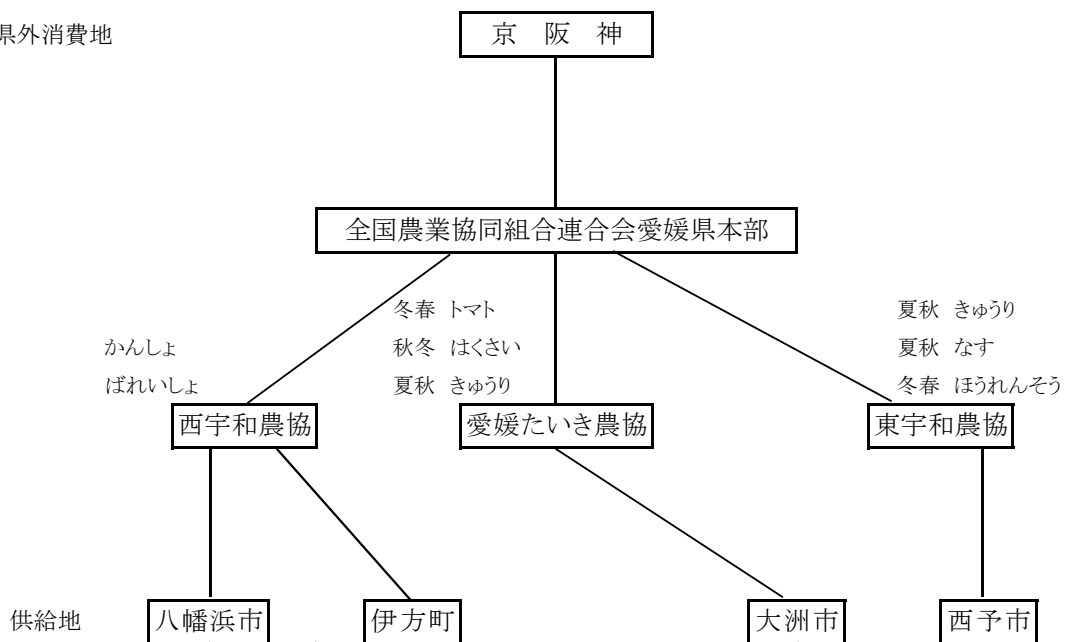 県外消費地
京 阪 神
全国農業協同組合連合会愛媛県本部
かんしょ
ばれいしょ
冬春 トマト
秋冬 はくさい
夏秋 きゅうり
夏秋 きゅうり
夏秋 なす
冬春 ほうれんそう
西宇和農協
愛媛たいき農協
東宇和農協
供給地
八幡浜市
伊方町
大洲市
西予市